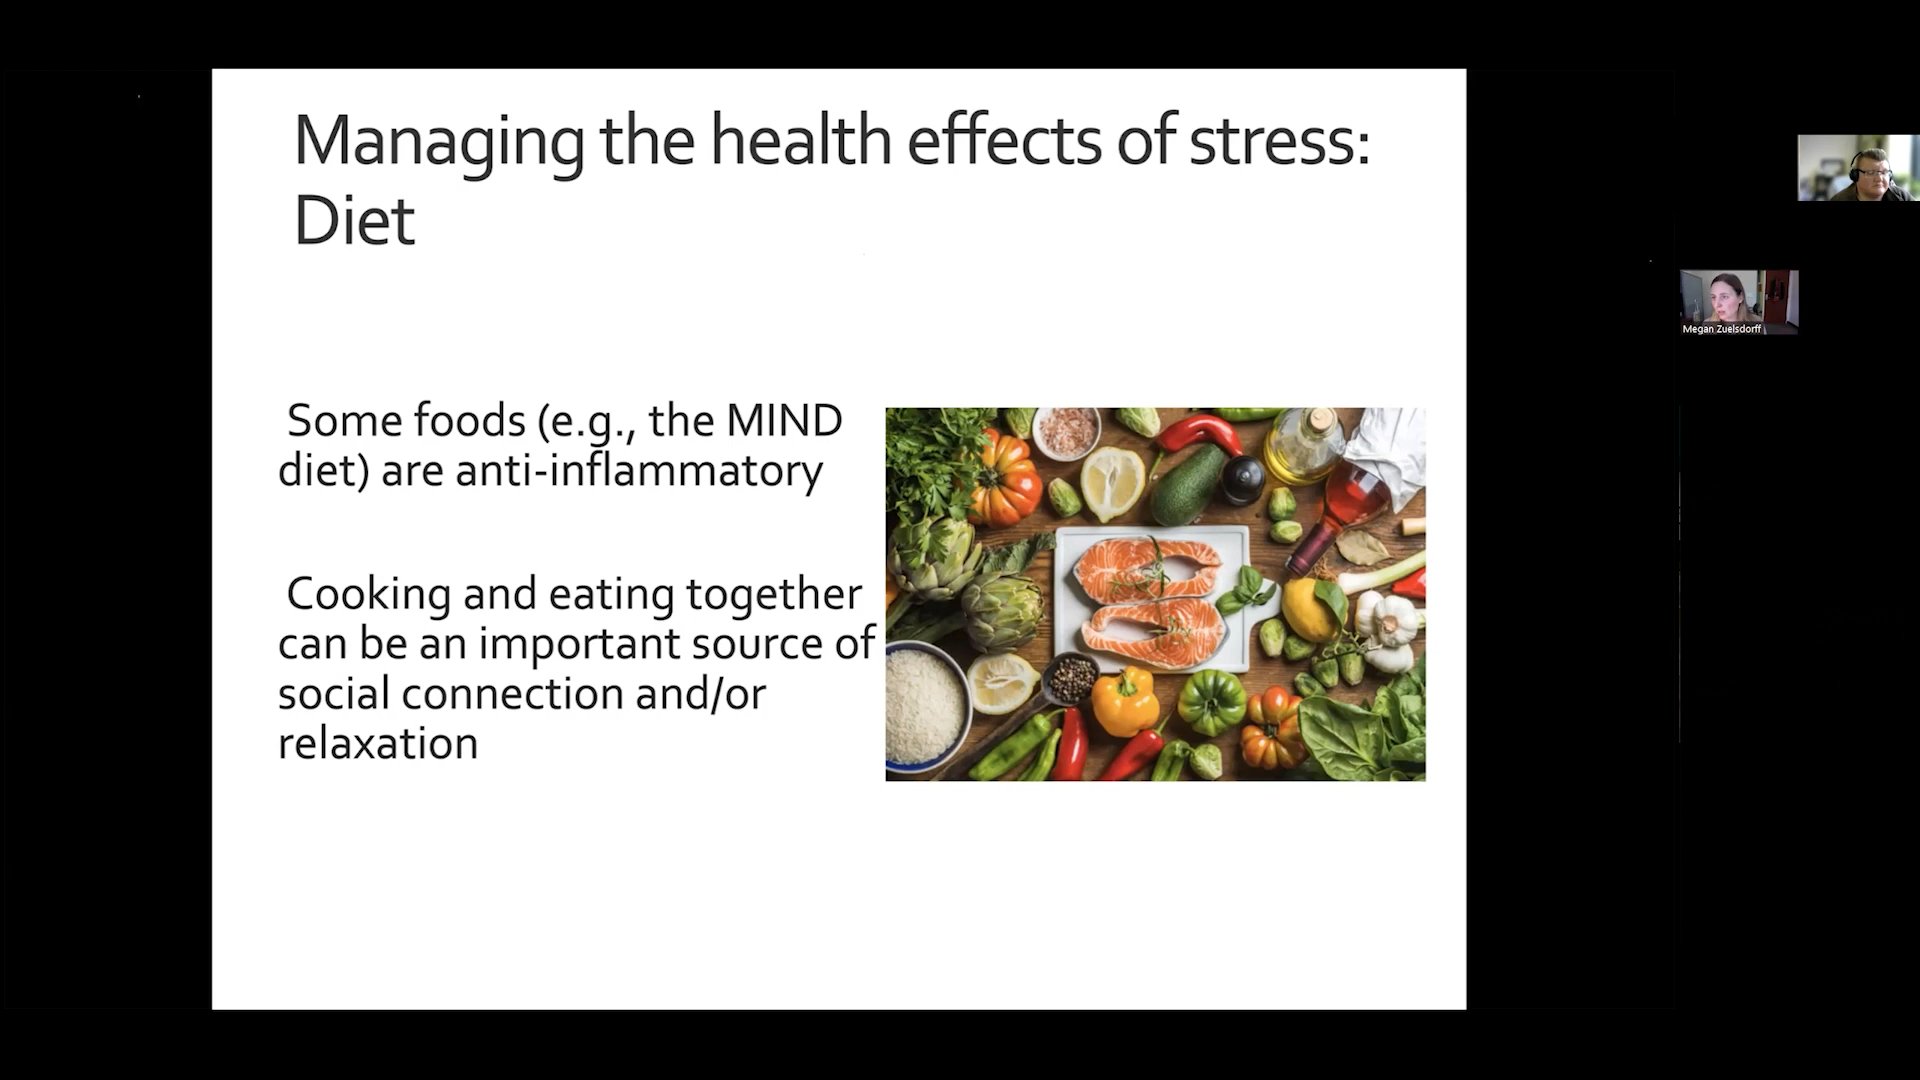 Managing the health effects of stress:
Diet
Some foods (e.g., the MIND
diet) are anti-inflammatory
Cooking and eating together
can be an important source of
social connection and/or
relaxation
Megan Zuelsdorff